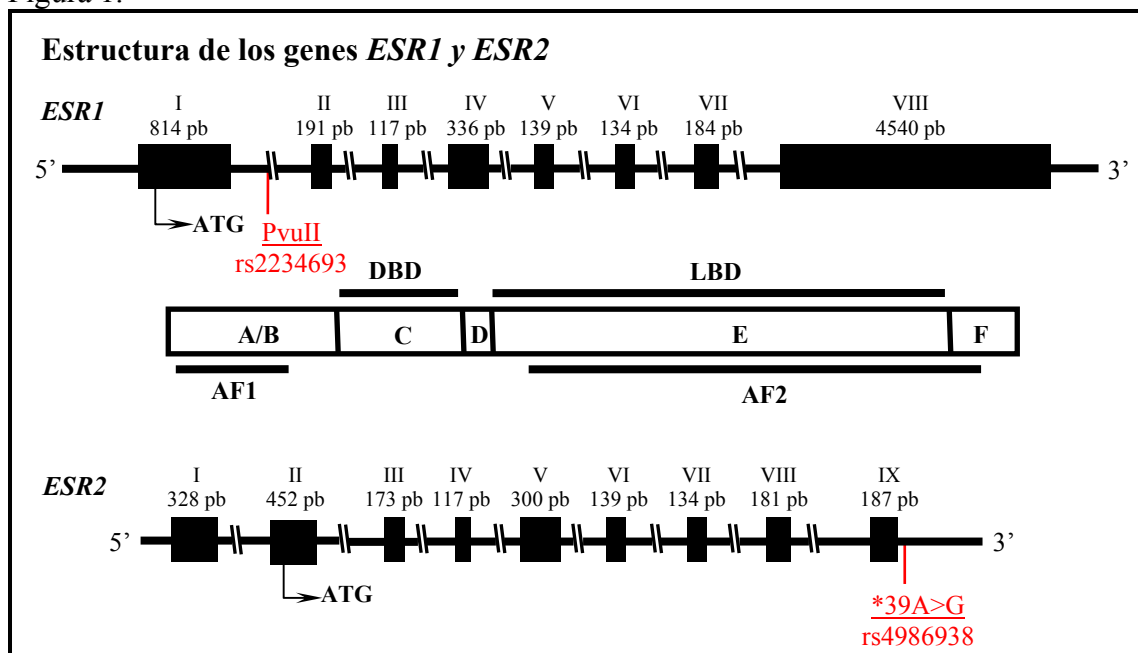 Figura 1.
Estructura de los genes ESR1 y ESR2
ESR1
I II III IV V VI VII VIII
814 pb 191 pb 117 pb 336 pb 139 pb 134 pb 184 pb 4540 pb
5’ 3’
ATG
PvuII
rs2234693
DBD LBD
A/B C D E F
AF1 AF2
ESR2
I II III IV V VI VII VIII IX
328 pb 452 pb 173 pb 117 pb 300 pb 139 pb 134 pb 181 pb 187 pb
5’ 3’
ATG
*39A>G
rs4986938